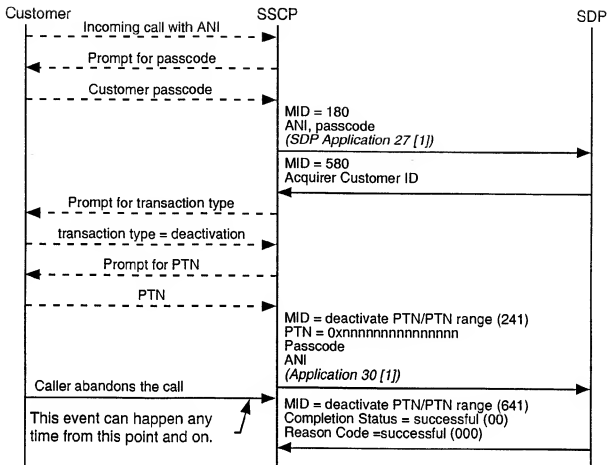 Customer
SSCP
SDP
Incoming call with ANI
Prompt for passcode
Customer passcode
MID = 180
ANI, passcode
(SDP Application 27 [1])
MID = 580
Acquirer Customer ID
Prompt for transaction type
transaction type = deactivation
Prompt for PTN
PTN
MID = deactivate PTN/PTN range (241)
PTN = 0xnnnnnnnnnnnnnnnn
Passcode
ANI
(Application 30 [1])
Caller abandons the call
This event can happen any
time from this point and on.
MID = deactivate PTN/PTN range (641)
Completion Status = successful (00)
Reason Code =successful (000)